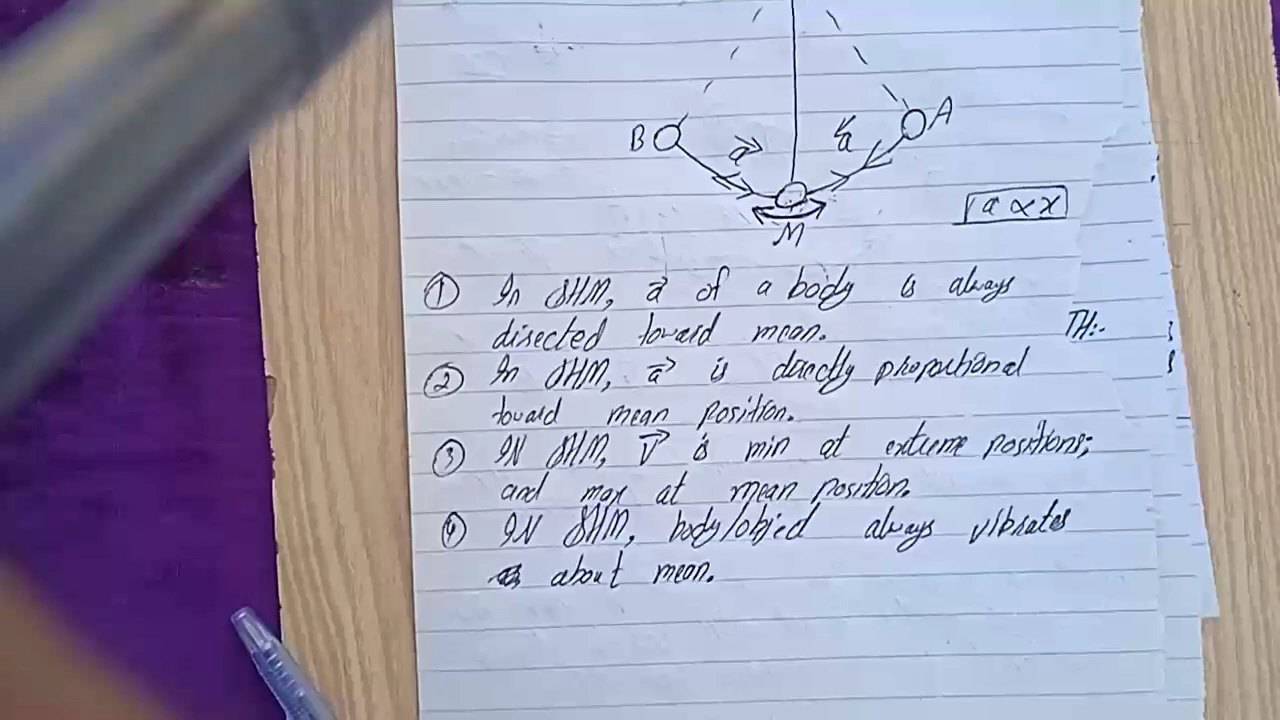 B
A
a
a
M
a ∝ x
① In SHM, a⃗ of a body is always
disected toward mean.
TH:-
② In SHM, a⃗ is directly proportional
toward mean position.
③ IN SHM, V⃗ is min at extreme positions;
and max at mean position.
④ IN SHM, body/object always vibrates
about mean.